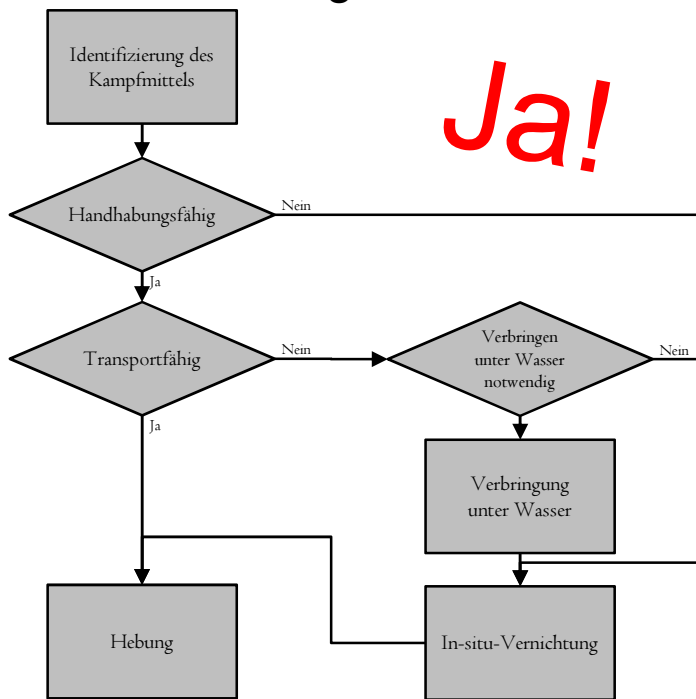 Identifizierung des
Kampfmittels
Ja!
Handhabungsfähig
Nein
Ja
Transportfähig
Nein
Verbringen
unter Wasser
notwendig
Nein
Ja
Verbringung
unter Wasser
Hebung
In-situ-Vernichtung